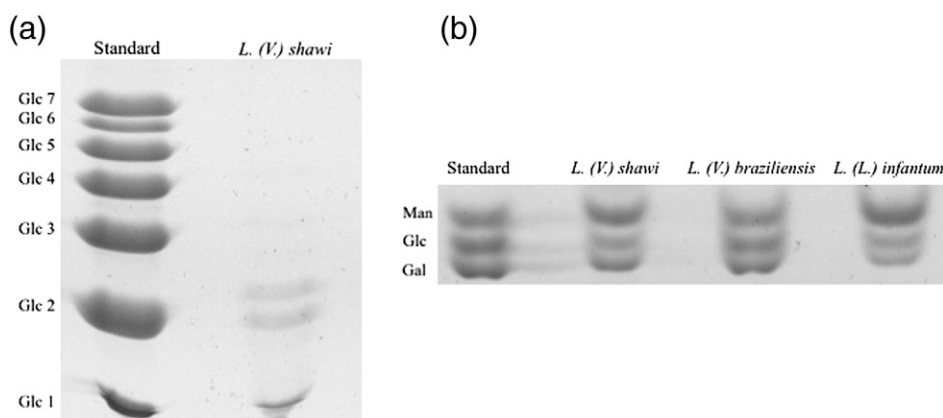 (a)
Standard L. (V.) shawi
Glc 7
Glc 6
Glc 5
Glc 4
Glc 3
Glc 2
Glc 1
(b)
Standard L. (V.) shawi L. (V.) braziliensis L. (L.) infantum
Man
Glc
Gal